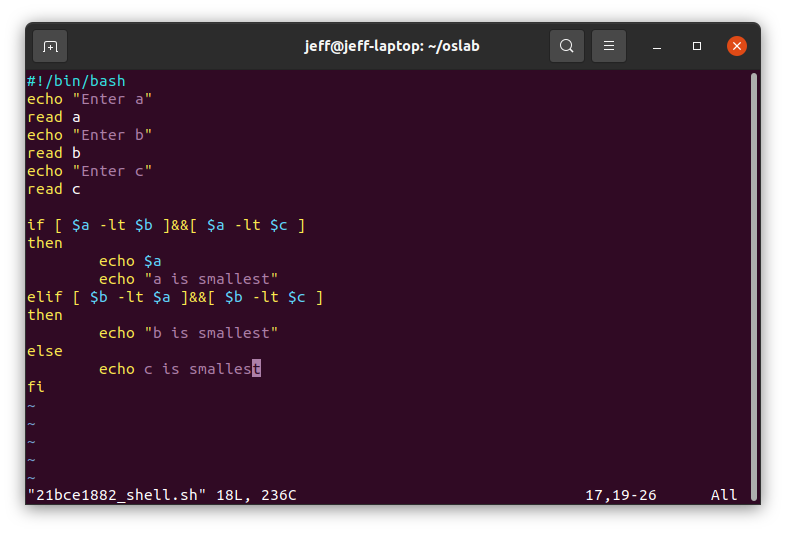 jeff@jeff-laptop: ~/oslab
#!/bin/bash
echo "Enter a"
read a
echo "Enter b"
read b
echo "Enter c"
read c

if [ $a -lt $b ]&&[ $a -lt $c ]
then
        echo $a
        echo "a is smallest"
elif [ $b -lt $a ]&&[ $b -lt $c ]
then
        echo "b is smallest"
else
        echo c is smallest
fi
~
~
~
~
~
"21bce1882_shell.sh" 18L, 236C                                17,19-26      All